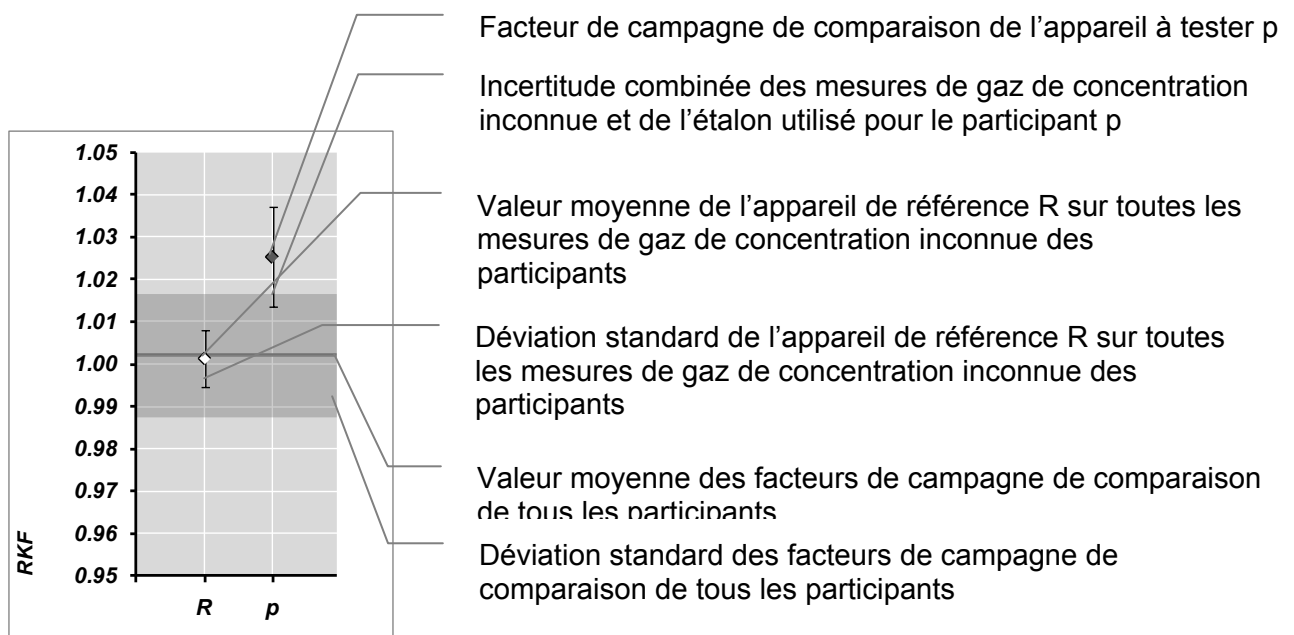 Facteur de campagne de comparaison de l'appareil à tester p
Incertitude combinée des mesures de gaz de concentration
inconnue et de l'étalon utilisé pour le participant p
Valeur moyenne de l'appareil de référence R sur toutes les
mesures de gaz de concentration inconnue des
participants
Déviation standard de l'appareil de référence R sur toutes
les mesures de gaz de concentration inconnue des
participants
Valeur moyenne des facteurs de campagne de comparaison
de tous les participants
Déviation standard des facteurs de campagne de
comparaison de tous les participants
1.05
1.04
1.03
1.02
1.01
1.00
0.99
0.98
0.97
0.96
0.95
RKF
R p